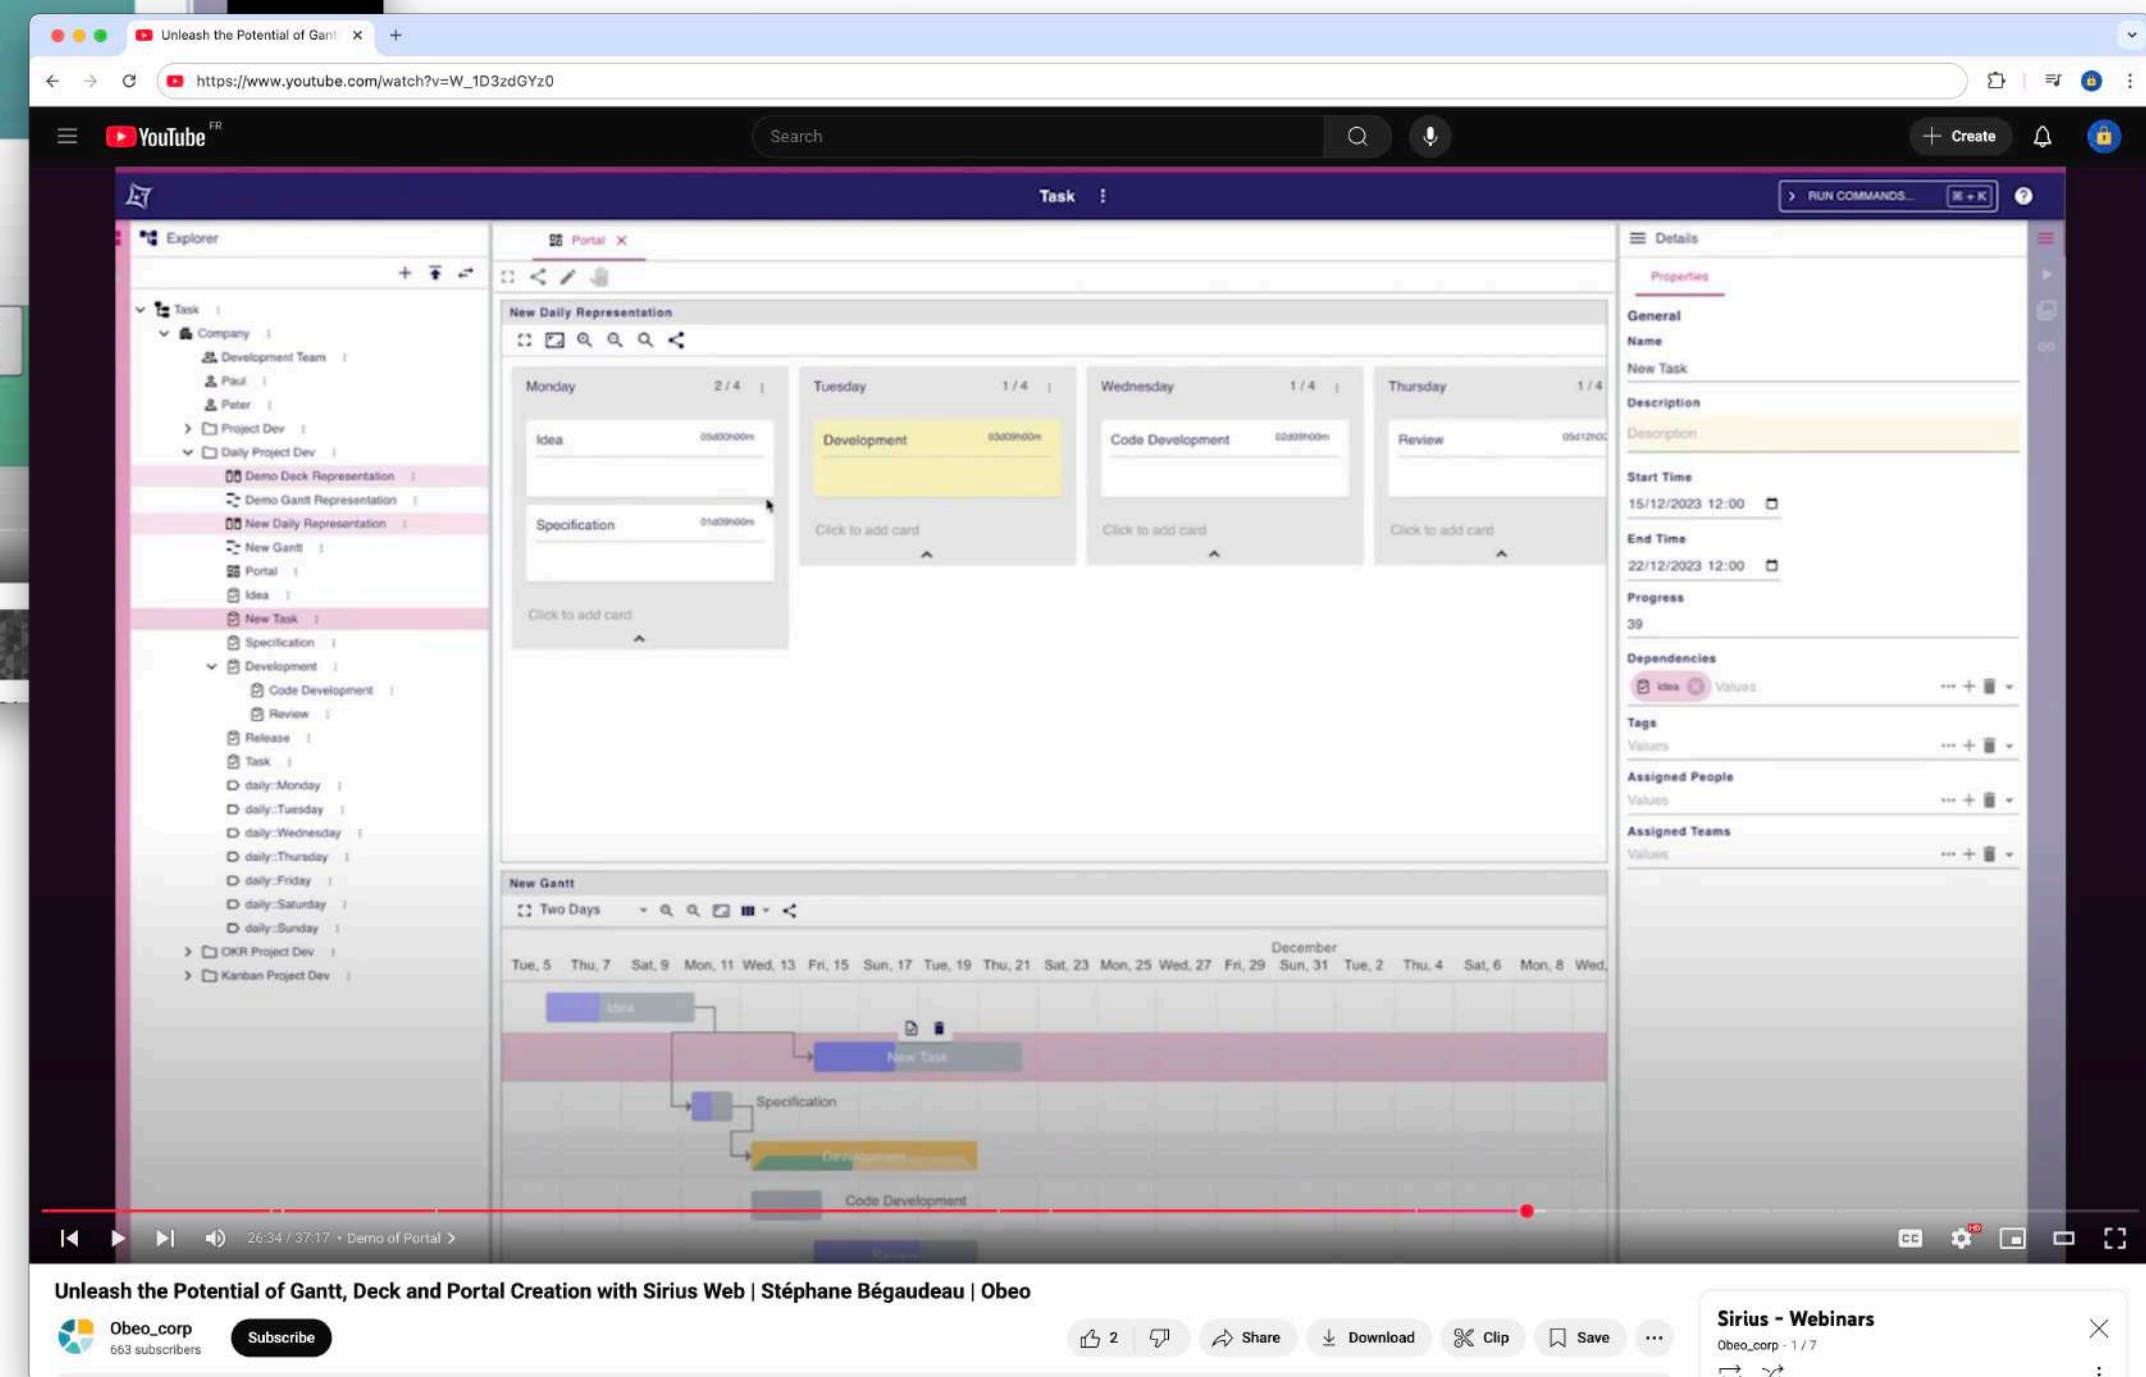 Unleash the Potential of Gant
https://www.youtube.com/watch?v=W_1D3zdGYz0
YouTube FR
Search
Create
Task
RUN COMMANDS...
⌘ + K
Explorer
Task
Company
Development Team
Paul
Peter
Project Dev
Daily Project Dev
Demo Deck Representation
Demo Gantt Representation
New Daily Representation
New Gantt
Portal
Idea
New Task
Specification
Development
Code Development
Review
Release
Task
daily::Monday
daily::Tuesday
daily::Wednesday
daily::Thursday
daily::Friday
daily::Saturday
daily::Sunday
OKR Project Dev
Kanban Project Dev
Portal
New Daily Representation
Monday 2 / 4
Idea 05d00h00m
Specification 01d09h00m
Click to add card
Tuesday 1 / 4
Development 03d09h00m
Click to add card
Wednesday 1 / 4
Code Development 02d09h00m
Click to add card
Thursday 1 / 4
Review
Click to add card
New Gantt
Two Days
December
Tue, 5 Thu, 7 Sat, 9 Mon, 11 Wed, 13 Fri, 15 Sun, 17 Tue, 19 Thu, 21 Sat, 23 Mon, 25 Wed, 27 Fri, 29 Sun, 31 Tue, 2 Thu, 4 Sat, 6 Mon, 8 Wed,
Idea
New Task
Specification
Development
Code Development
Review
Details
Properties
General
Name
New Task
Description
Description
Start Time
15/12/2023 12:00
End Time
22/12/2023 12:00
Progress
39
Dependencies
Idea Values
Tags
Values
Assigned People
Values
Assigned Teams
Values
26:34 / 37:17 • Demo of Portal
CC
HD
Unleash the Potential of Gantt, Deck and Portal Creation with Sirius Web | Stéphane Bégaudeau | Obeo
Obeo_corp
663 subscribers
Subscribe
2
Share
Download
Clip
Save
Sirius - Webinars
Obeo_corp - 1 / 7